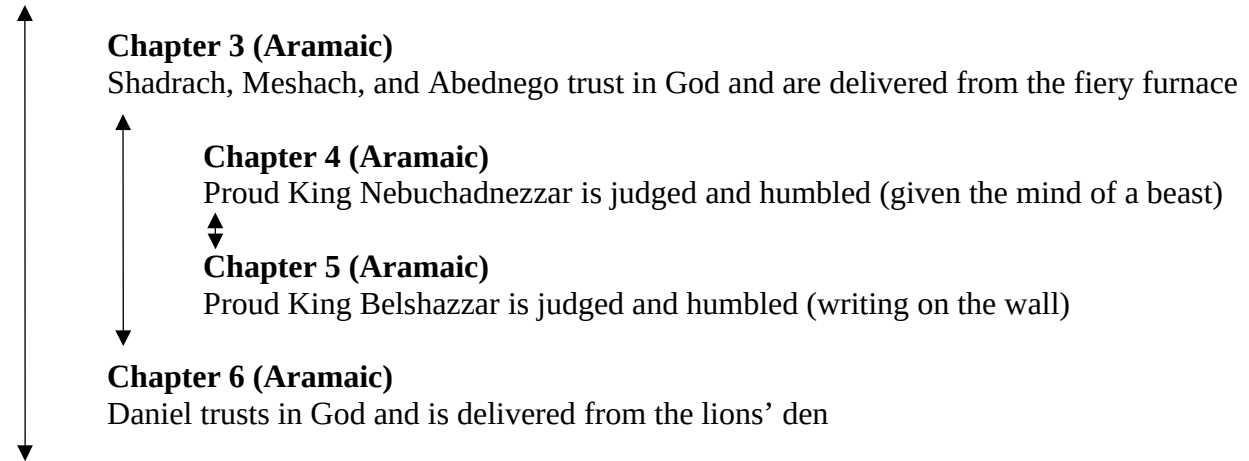 Chapter 3 (Aramaic)
Shadrach, Meshach, and Abednego trust in God and are delivered from the fiery furnace
Chapter 4 (Aramaic)
Proud King Nebuchadnezzar is judged and humbled (given the mind of a beast)
Chapter 5 (Aramaic)
Proud King Belshazzar is judged and humbled (writing on the wall)
Chapter 6 (Aramaic)
Daniel trusts in God and is delivered from the lions’ den